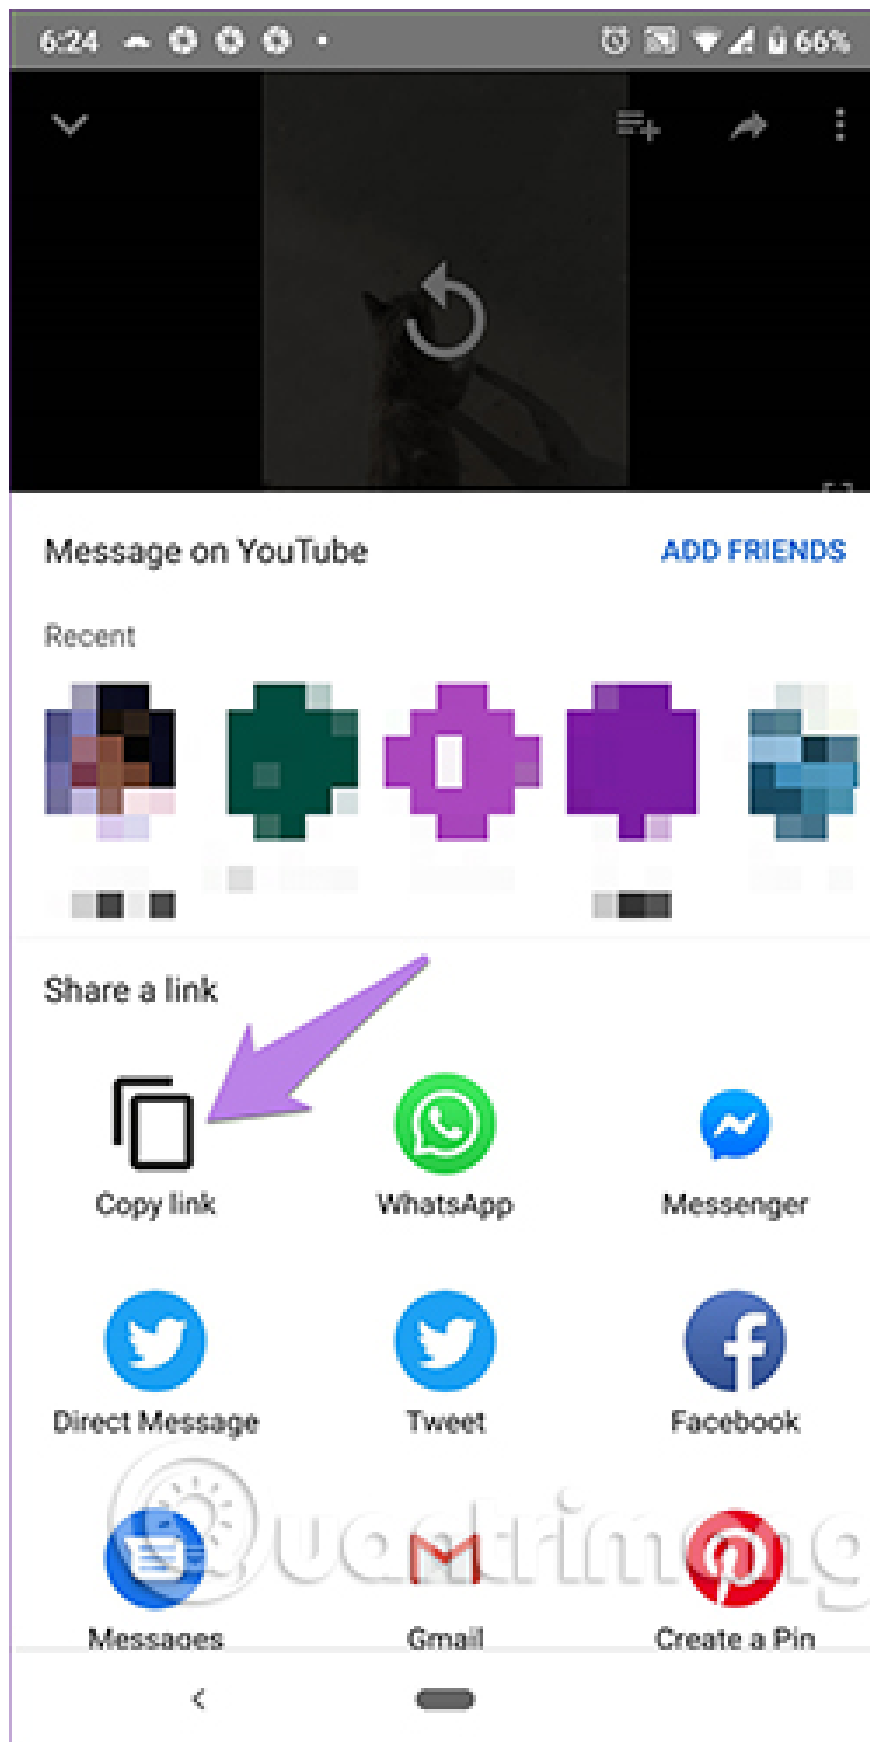 6:24 66%
Message on YouTube ADD FRIENDS
Recent
Share a link
Copy link WhatsApp Messenger
Direct Message Tweet Facebook
Quantrimang
Messages Gmail Create a Pin